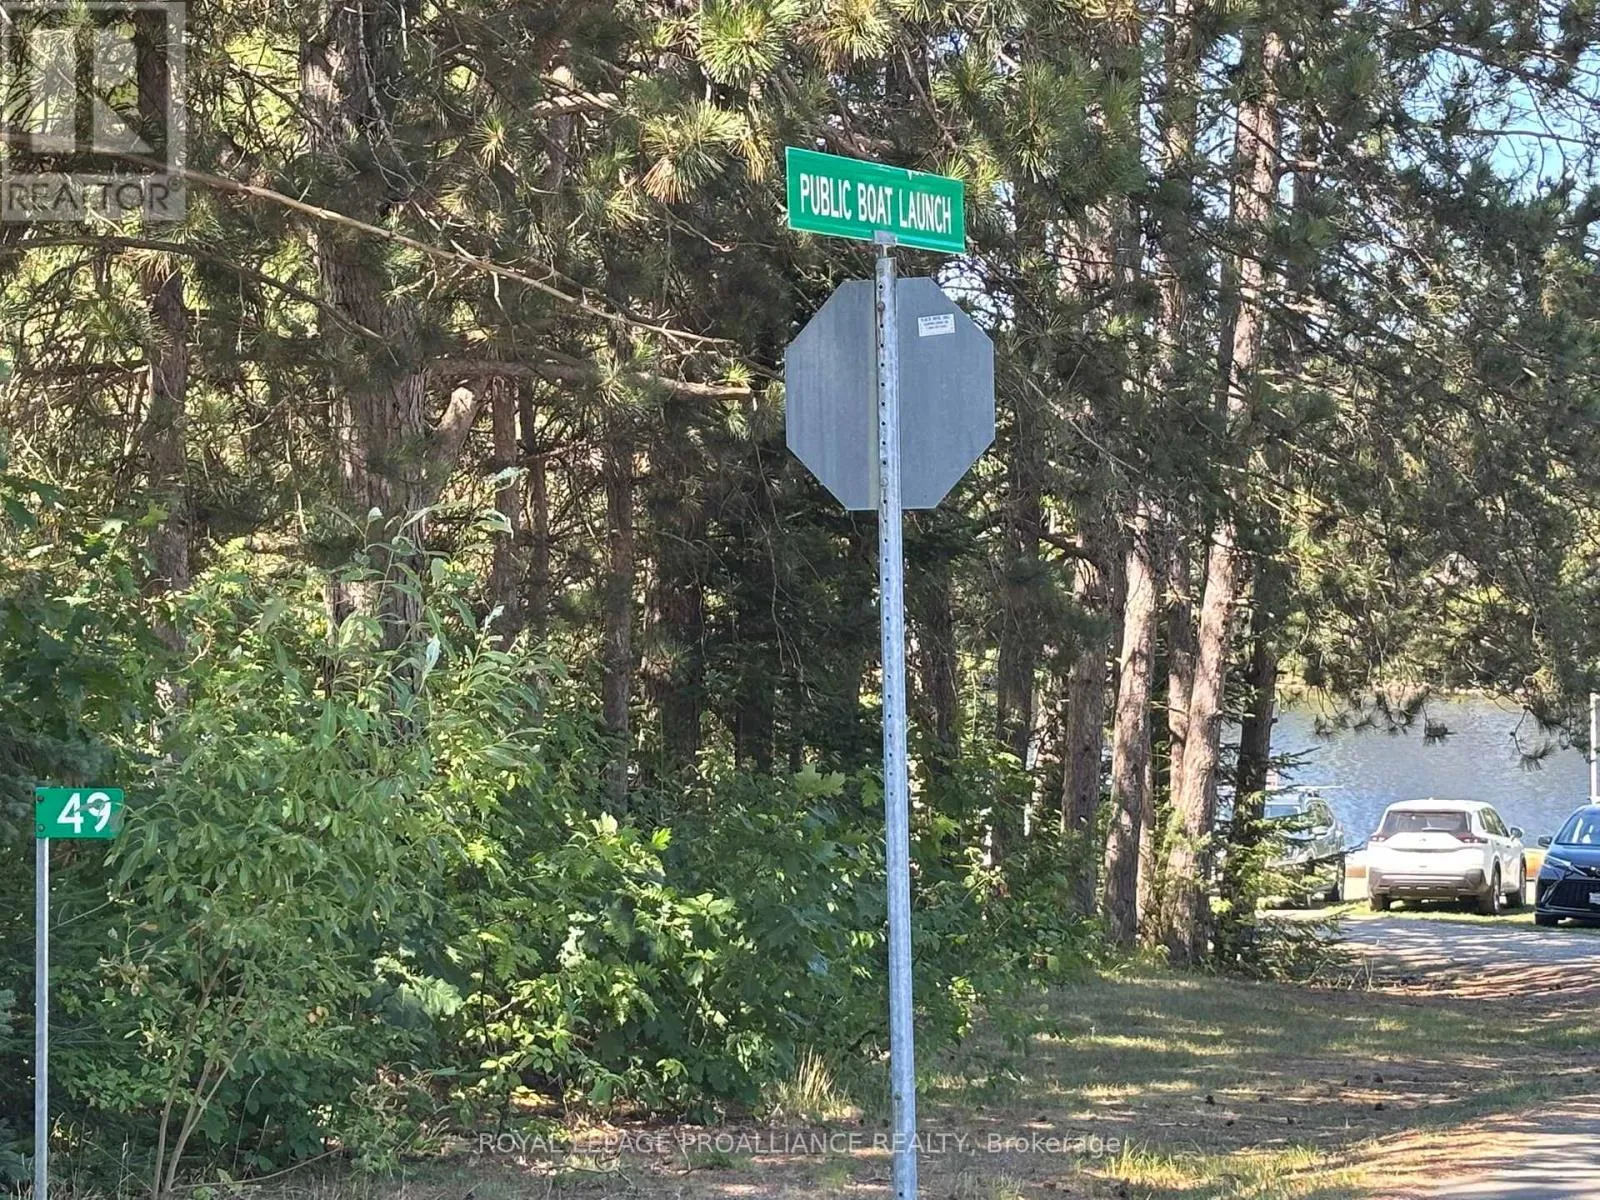 REALTOR®
PUBLIC BOAT LAUNCH
49
ROYAL LEPAGE PROALLIANCE REALTY, Brokerage